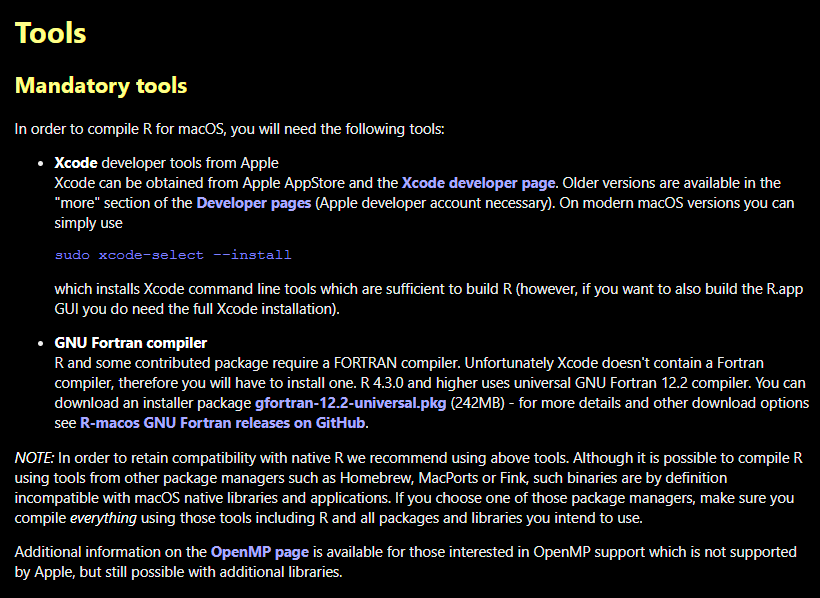 Tools
Mandatory tools
In order to compile R for macOS, you will need the following tools:
Xcode developer tools from Apple
Xcode can be obtained from Apple AppStore and the Xcode developer page. Older versions are available in the
"more" section of the Developer pages (Apple developer account necessary). On modern macOS versions you can
simply use
sudo xcode-select --install
which installs Xcode command line tools which are sufficient to build R (however, if you want to also build the R.app
GUI you do need the full Xcode installation).
GNU Fortran compiler
R and some contributed package require a FORTRAN compiler. Unfortunately Xcode doesn't contain a Fortran
compiler, therefore you will have to install one. R 4.3.0 and higher uses universal GNU Fortran 12.2 compiler. You can
download an installer package gfortran-12.2-universal.pkg (242MB) - for more details and other download options
see R-macos GNU Fortran releases on GitHub.
NOTE: In order to retain compatibility with native R we recommend using above tools. Although it is possible to compile R
using tools from other package managers such as Homebrew, MacPorts or Fink, such binaries are by definition
incompatible with macOS native libraries and applications. If you choose one of those package managers, make sure you
compile everything using those tools including R and all packages and libraries you intend to use.
Additional information on the OpenMP page is available for those interested in OpenMP support which is not supported
by Apple, but still possible with additional libraries.